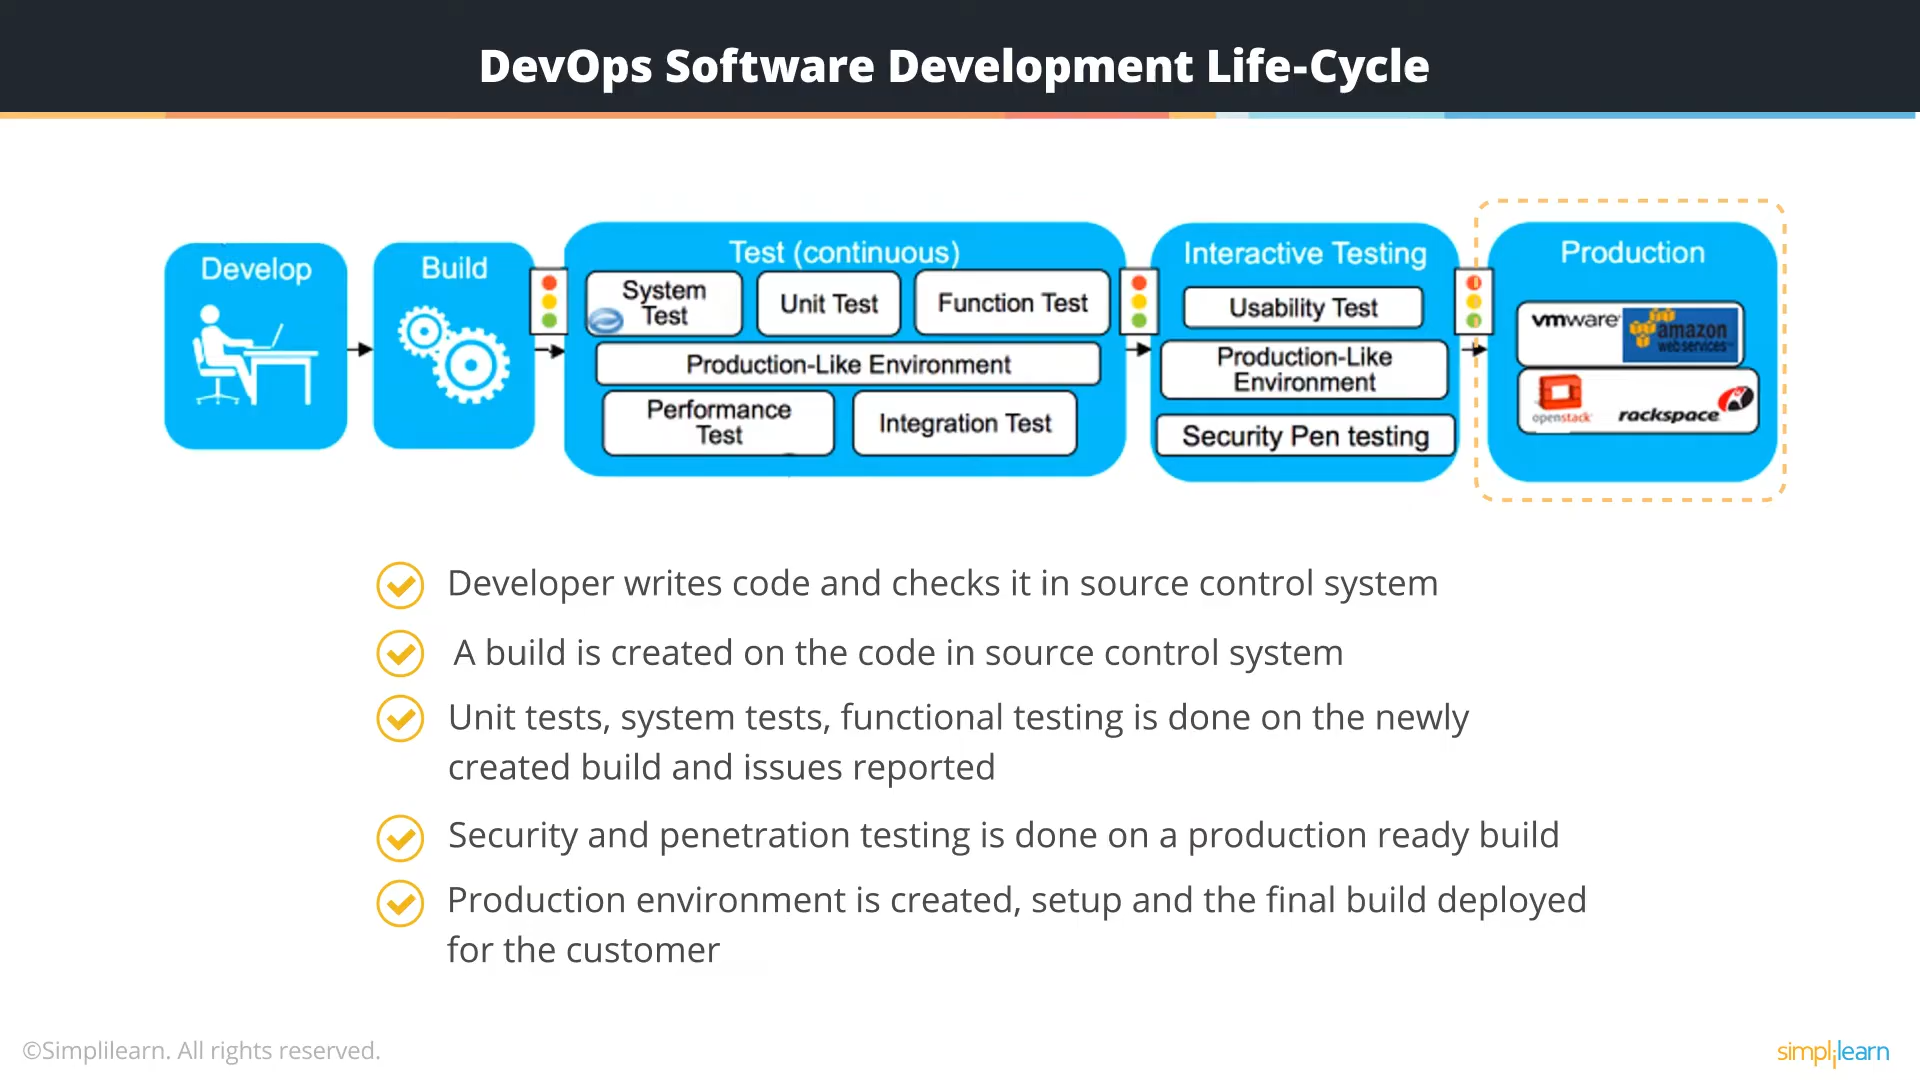 DevOps Software Development Life-Cycle
Develop
Build
Test (continuous)
System
Test
Unit Test
Function Test
Production-Like Environment
Performance
Test
Integration Test
Interactive Testing
Usability Test
Production-Like
Environment
Security Pen testing
Production
vmware
amazon
webservices™
openstack
rackspace
Developer writes code and checks it in source control system
A build is created on the code in source control system
Unit tests, system tests, functional testing is done on the newly
created build and issues reported
Security and penetration testing is done on a production ready build
Production environment is created, setup and the final build deployed
for the customer
©Simplilearn. All rights reserved.
simplilearn